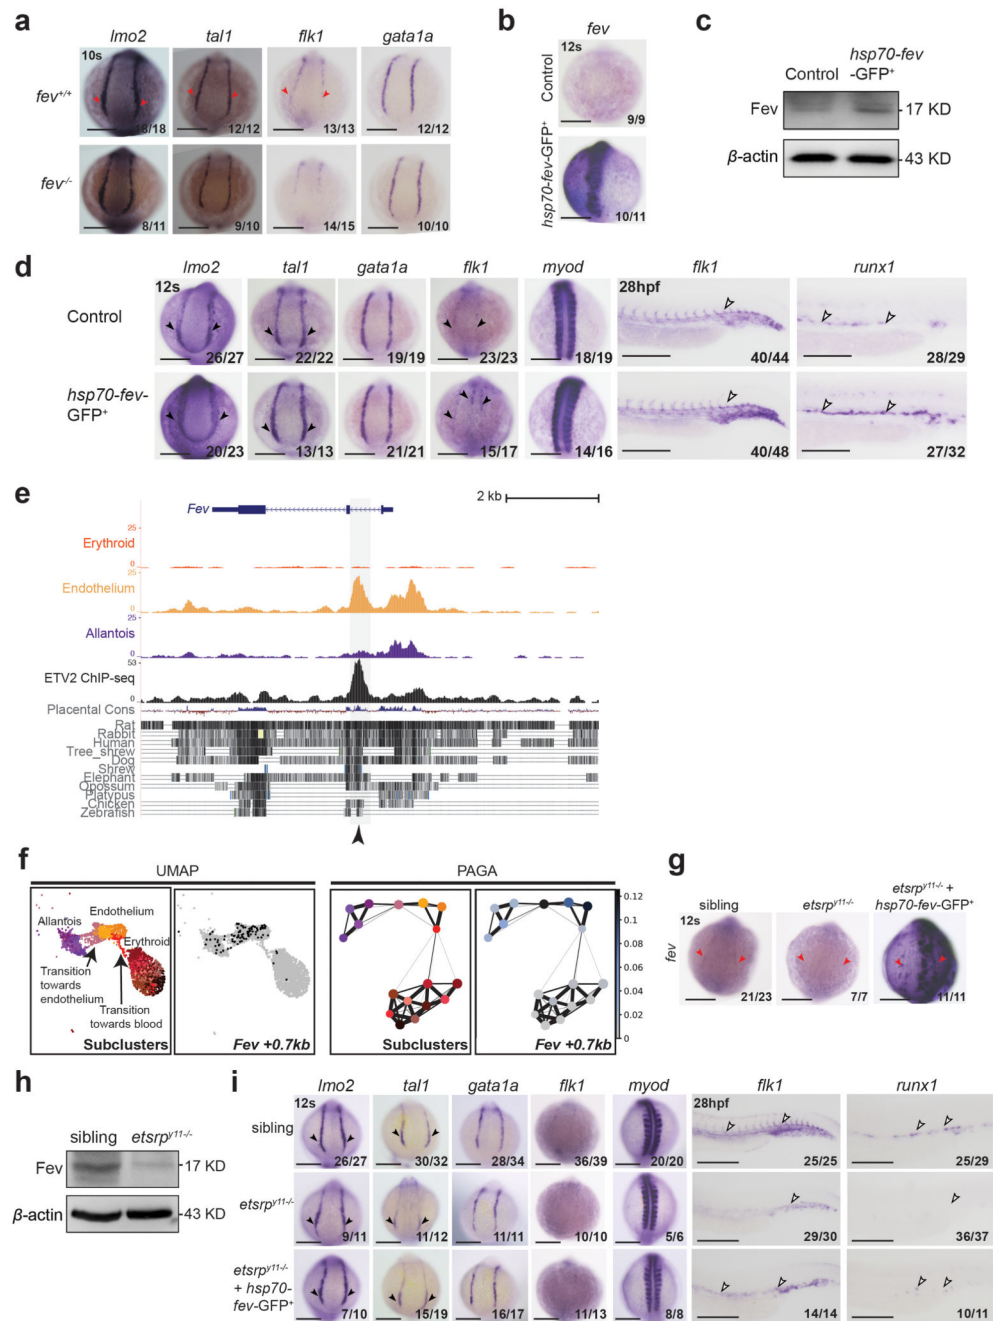 a
lmo2 tal1 flk1 gata1a
10s
fev+/+
18/18 12/12 13/13 12/12
fev-/-
8/11 9/10 14/15 10/10
b
fev
12s
Control
9/9
hsp70-fev-GFP+
10/11
c
Control hsp70-fev
-GFP+
Fev 17 KD
β-actin 43 KD
d
lmo2 tal1 gata1a flk1 myod flk1 runx1
12s 28hpf
Control
26/27 22/22 19/19 23/23 18/19 40/44 28/29
hsp70-fev-
GFP+
20/23 13/13 21/21 15/17 14/16 40/48 27/32
e
2 kb
Fev
25
Erythroid
0
25
Endothelium
0
25
Allantois
0
53
ETV2 ChIP-seq
0
Placental Cons
Rat
Rabbit
Human
Tree_shrew
Dog
Shrew
Elephant
Opossum
Platypus
Chicken
Zebrafish
f
UMAP PAGA
Allantois Endothelium
Erythroid
Transition
towards
endothelium
Transition
towards blood
Subclusters Fev +0.7kb Subclusters Fev +0.7kb
0.12
0.10
0.08
0.06
0.04
0.02
0
g
sibling etsrpy11-/- etsrpy11-/- +
hsp70-fev-GFP+
12s
fev
21/23 7/7 11/11
h
sibling etsrpy11-/-
Fev 17 KD
β-actin 43 KD
i
lmo2 tal1 gata1a flk1 myod flk1 runx1
12s 28hpf
sibling
26/27 30/32 28/34 36/39 20/20 25/25 25/29
etsrpy11-/-
9/11 11/12 11/11 10/10 5/6 29/30 36/37
etsrpy11-/-
+ hsp70-
fev-GFP+
7/10 15/19 16/17 11/13 8/8 14/14 10/11